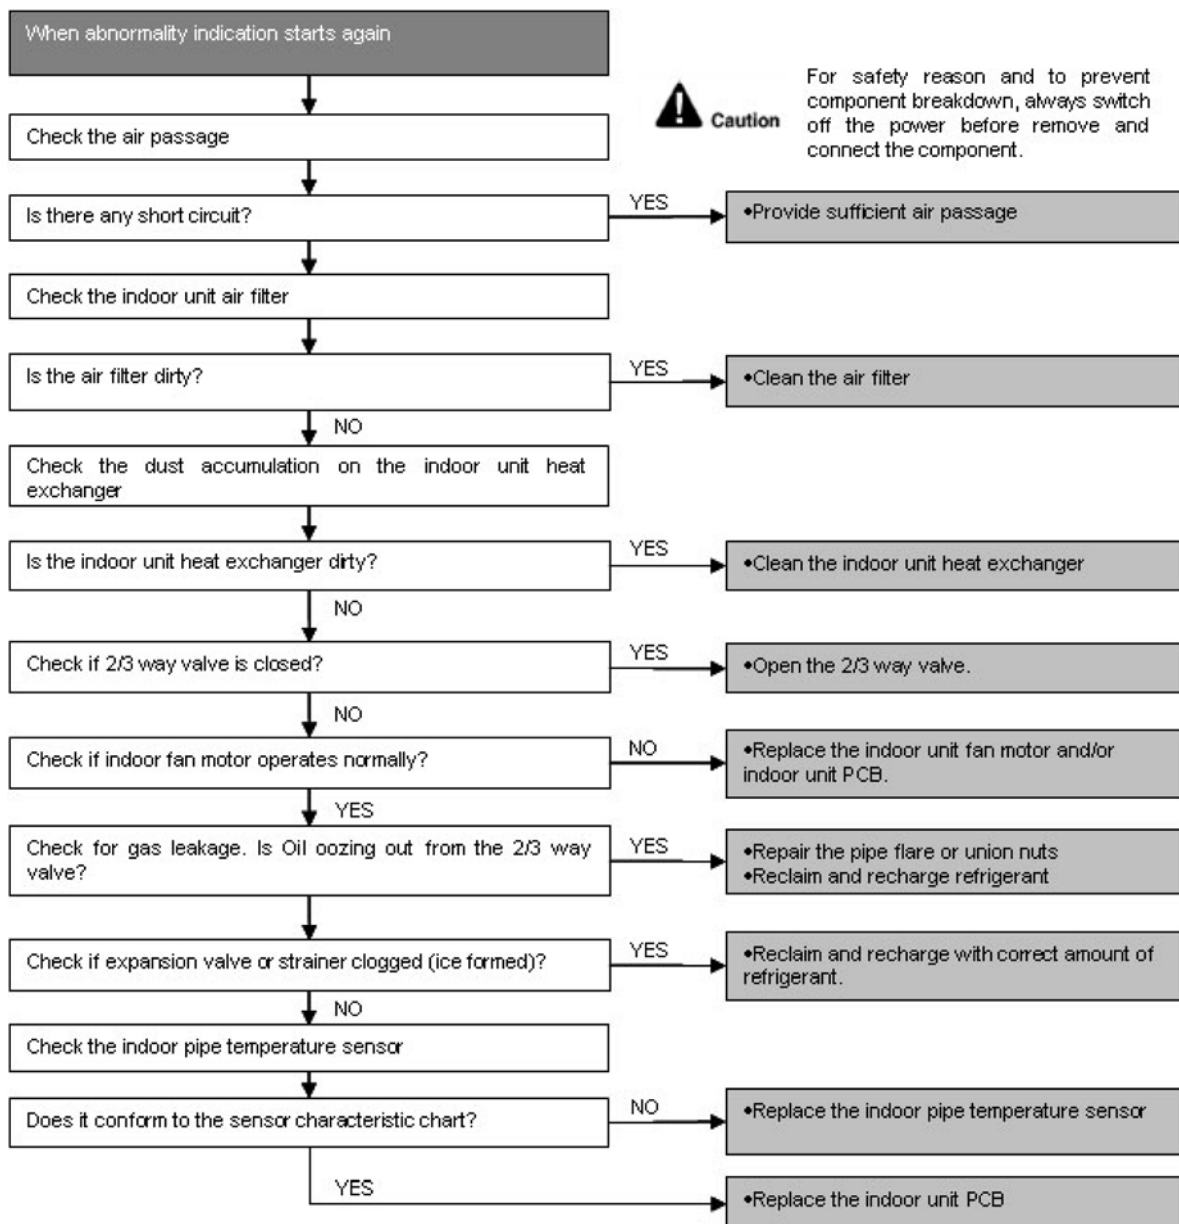 When abnormality indication starts again
For safety reason and to prevent
component breakdown, always switch
off the power before remove and
connect the component.
Caution
Check the air passage
Is there any short circuit?
YES
•Provide sufficient air passage
Check the indoor unit air filter
Is the air filter dirty?
YES
•Clean the air filter
NO
Check the dust accumulation on the indoor unit heat
exchanger
Is the indoor unit heat exchanger dirty?
YES
•Clean the indoor unit heat exchanger
NO
Check if 2/3 way valve is closed?
YES
•Open the 2/3 way valve.
NO
Check if indoor fan motor operates normally?
NO
•Replace the indoor unit fan motor and/or
indoor unit PCB.
YES
Check for gas leakage. Is Oil oozing out from the 2/3 way
valve?
YES
•Repair the pipe flare or union nuts
•Reclaim and recharge refrigerant
Check if expansion valve or strainer clogged (ice formed)?
YES
•Reclaim and recharge with correct amount of
refrigerant.
NO
Check the indoor pipe temperature sensor
Does it conform to the sensor characteristic chart?
NO
•Replace the indoor pipe temperature sensor
YES
•Replace the indoor unit PCB